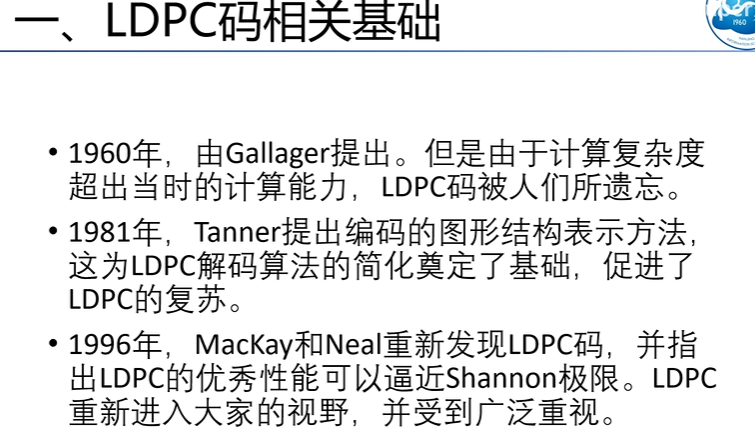 一、LDPC码相关基础
1960
• 1960年，由Gallager提出。但是由于计算复杂度
超出当时的计算能力，LDPC码被人们所遗忘。
• 1981年，Tanner提出编码的图形结构表示方法，
这为LDPC解码算法的简化奠定了基础，促进了
LDPC的复苏。
• 1996年，MacKay和Neal重新发现LDPC码，并指
出LDPC的优秀性能可以逼近Shannon极限。LDPC
重新进入大家的视野，并受到广泛重视。